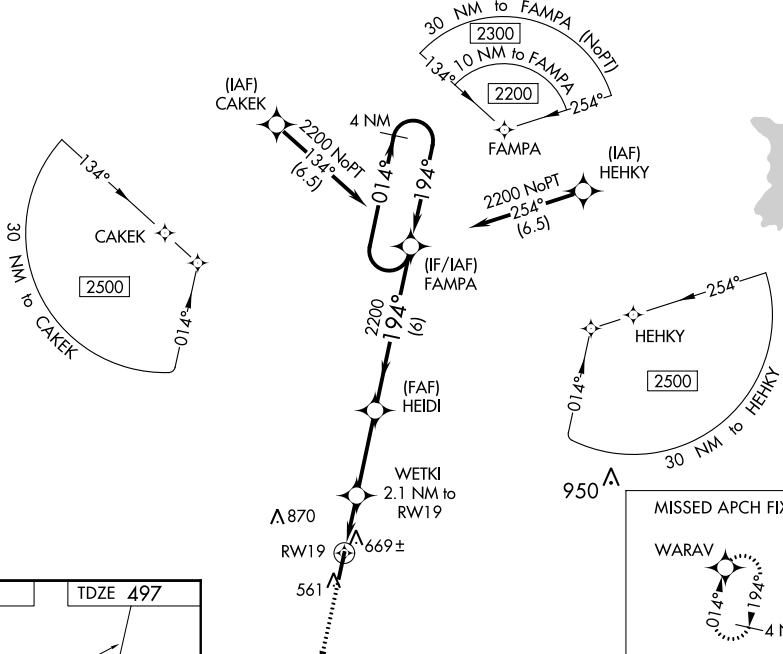 30 NM to FAMPA (NoPT)
2300
10 NM to FAMPA
134°
2200
254°
FAMPA
(IAF)
CAKEK
2200 NoPT
134°
(6.5)
4 NM
014°
194°
(IAF)
HEHKY
2200 NoPT
254°
(6.5)
134°
CAKEK
2500
014°
30 NM to CAKEK
(IF/IAF)
FAMPA
2200
194°
(6)
254°
HEHKY
014°
2500
30 NM to HEHKY
(FAF)
HEIDI
WETKI
2.1 NM to
RW19
950
870
RW19
669±
561
MISSED APCH FIX
WARAV
014°
194°
4 N
TDZE 497